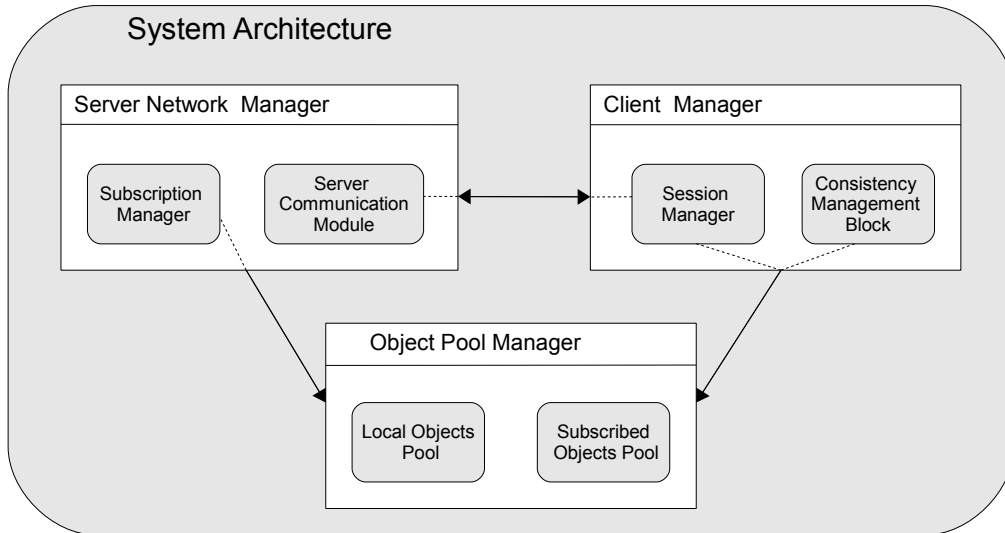 System Architecture
Server Network Manager
Client Manager
Subscription
Manager
Server
Communication
Module
Session
Manager
Consistency
Management
Block
Object Pool Manager
Local Objects
Pool
Subscribed
Objects Pool